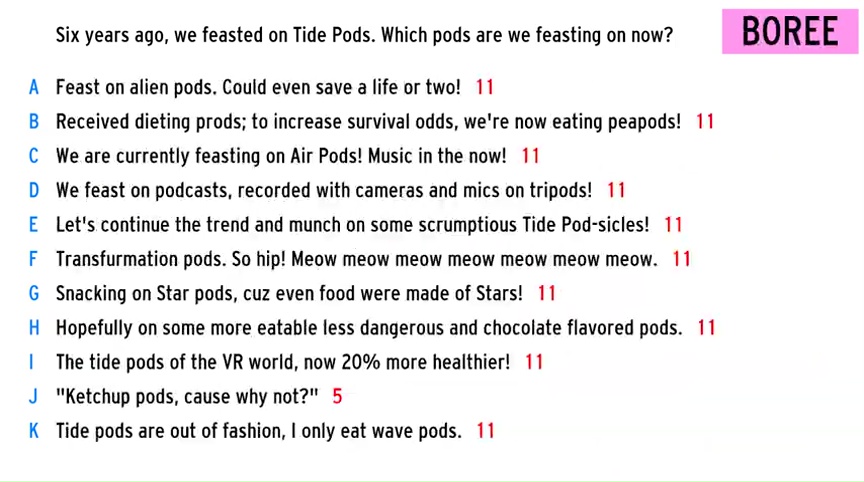 Six years ago, we feasted on Tide Pods. Which pods are we feasting on now?
BOREE
A Feast on alien pods. Could even save a life or two! 11
B Received dieting prods; to increase survival odds, we're now eating peapods! 11
C We are currently feasting on Air Pods! Music in the now! 11
D We feast on podcasts, recorded with cameras and mics on tripods! 11
E Let's continue the trend and munch on some scrumptious Tide Pod-sicles! 11
F Transfurmation pods. So hip! Meow meow meow meow meow meow meow. 11
G Snacking on Star pods, cuz even food were made of Stars! 11
H Hopefully on some more eatable less dangerous and chocolate flavored pods. 11
I The tide pods of the VR world, now 20% more healthier! 11
J "Ketchup pods, cause why not?" 5
K Tide pods are out of fashion, I only eat wave pods. 11